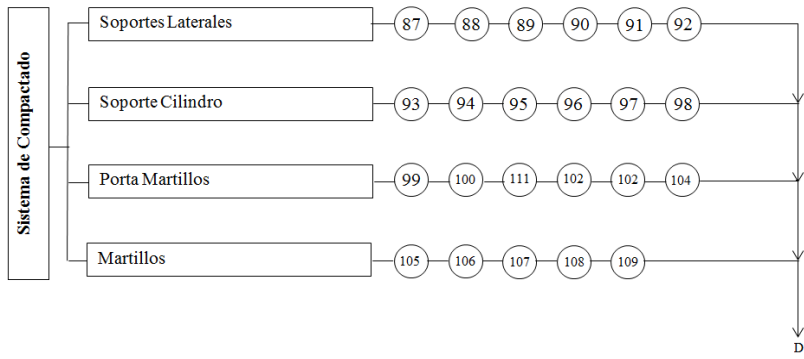 Sistema de Compactado
Soportes Laterales 87 88 89 90 91 92
Soporte Cilindro 93 94 95 96 97 98
Porta Martillos 99 100 111 102 102 104
Martillos 105 106 107 108 109
D